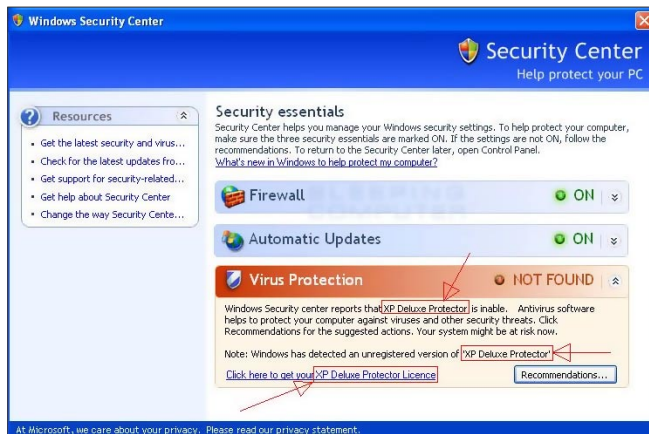 Windows Security Center
Security Center
Help protect your PC
Resources
Get the latest security and virus...
Check for the latest updates fro...
Get support for security-related...
Get help about Security Center
Change the way Security Cente...
Security essentials
Security Center helps you manage your Windows security settings. To help protect your computer,
make sure the three security essentials are marked ON. If the settings are not ON, follow the
recommendations. To return to the Security Center later, open Control Panel.
What's new in Windows to help protect my computer?
Firewall ON
BLEEPING
COMPUTER
Automatic Updates ON
Virus Protection NOT FOUND
Windows Security center reports that XP Deluxe Protector is inable. Antivirus software
helps to protect your computer against viruses and other security threats. Click
Recommendations for the suggested actions. Your system might be at risk now.
Note: Windows has detected an unregistered version of 'XP Deluxe Protector'
Click here to get your XP Deluxe Protector Licence Recommendations...
At Microsoft, we care about your privacy. Please read our privacy statement.